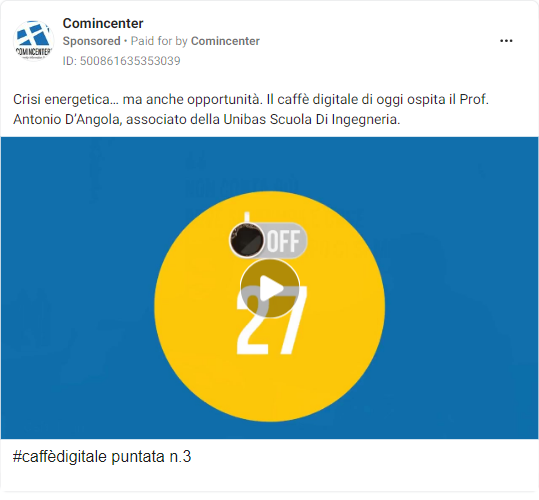 COMINCENTER
Comincenter
Sponsored • Paid for by Comincenter
ID: 500861635353039
Crisi energetica... ma anche opportunità. Il caffè digitale di oggi ospita il Prof.
Antonio D’Angola, associato della Unibas Scuola Di Ingegneria.
OFF
27
#caffèdigitale puntata n.3